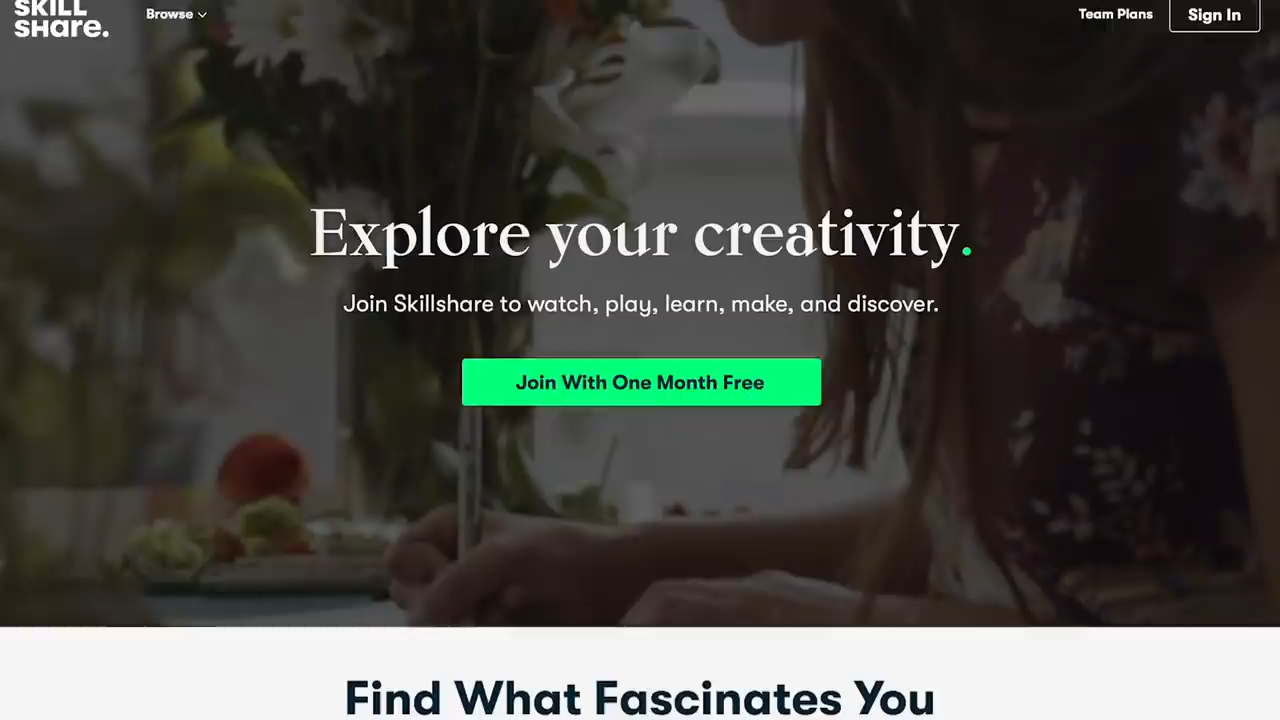 SKILL
SHare.
Browse
Team Plans
Sign In
Explore your creativity.
Join Skillshare to watch, play, learn, make, and discover.
Join With One Month Free
Find What Fascinates You